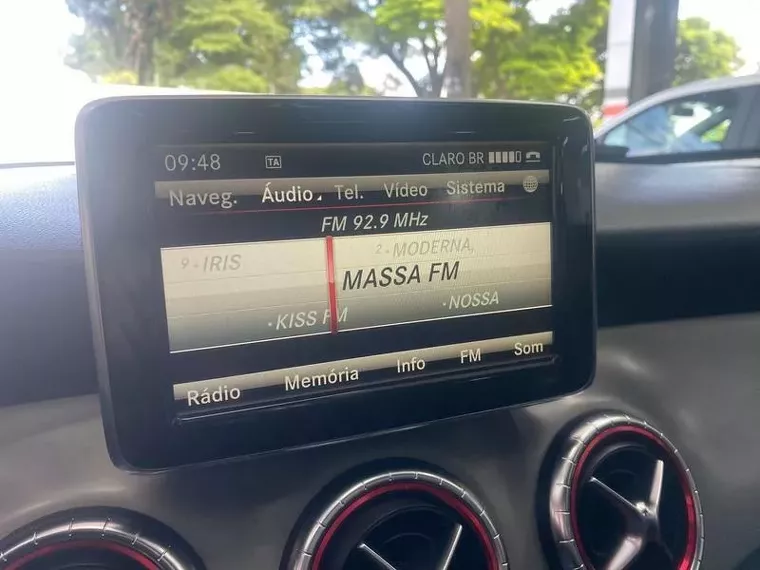 09:48 TA CLARO BR
Naveg. Áudio Tel. Vídeo Sistema
FM 92.9 MHz
9•IRIS 2•MODERNA
MASSA FM
•KISS FM •NOSSA
Rádio Memória Info FM Som